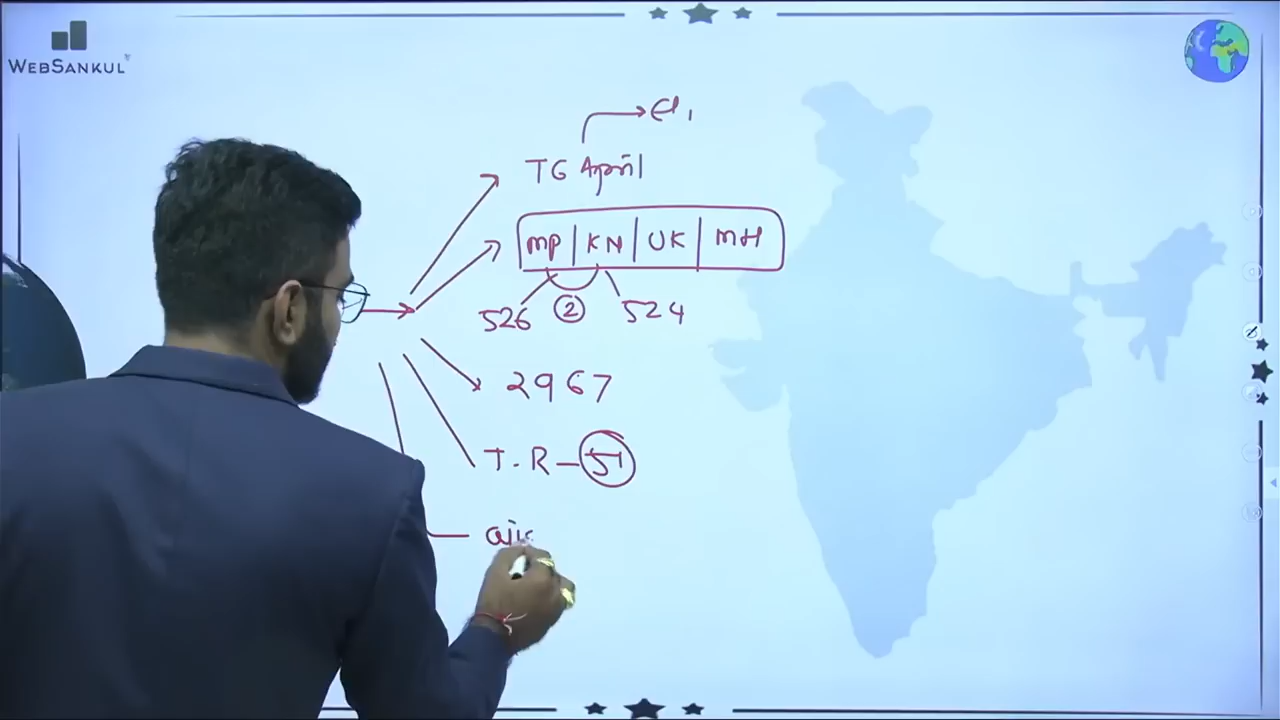 WEBSANKUL
TG April
MP | KN | UK | MH
526 ② 524
2967
T.R – 51